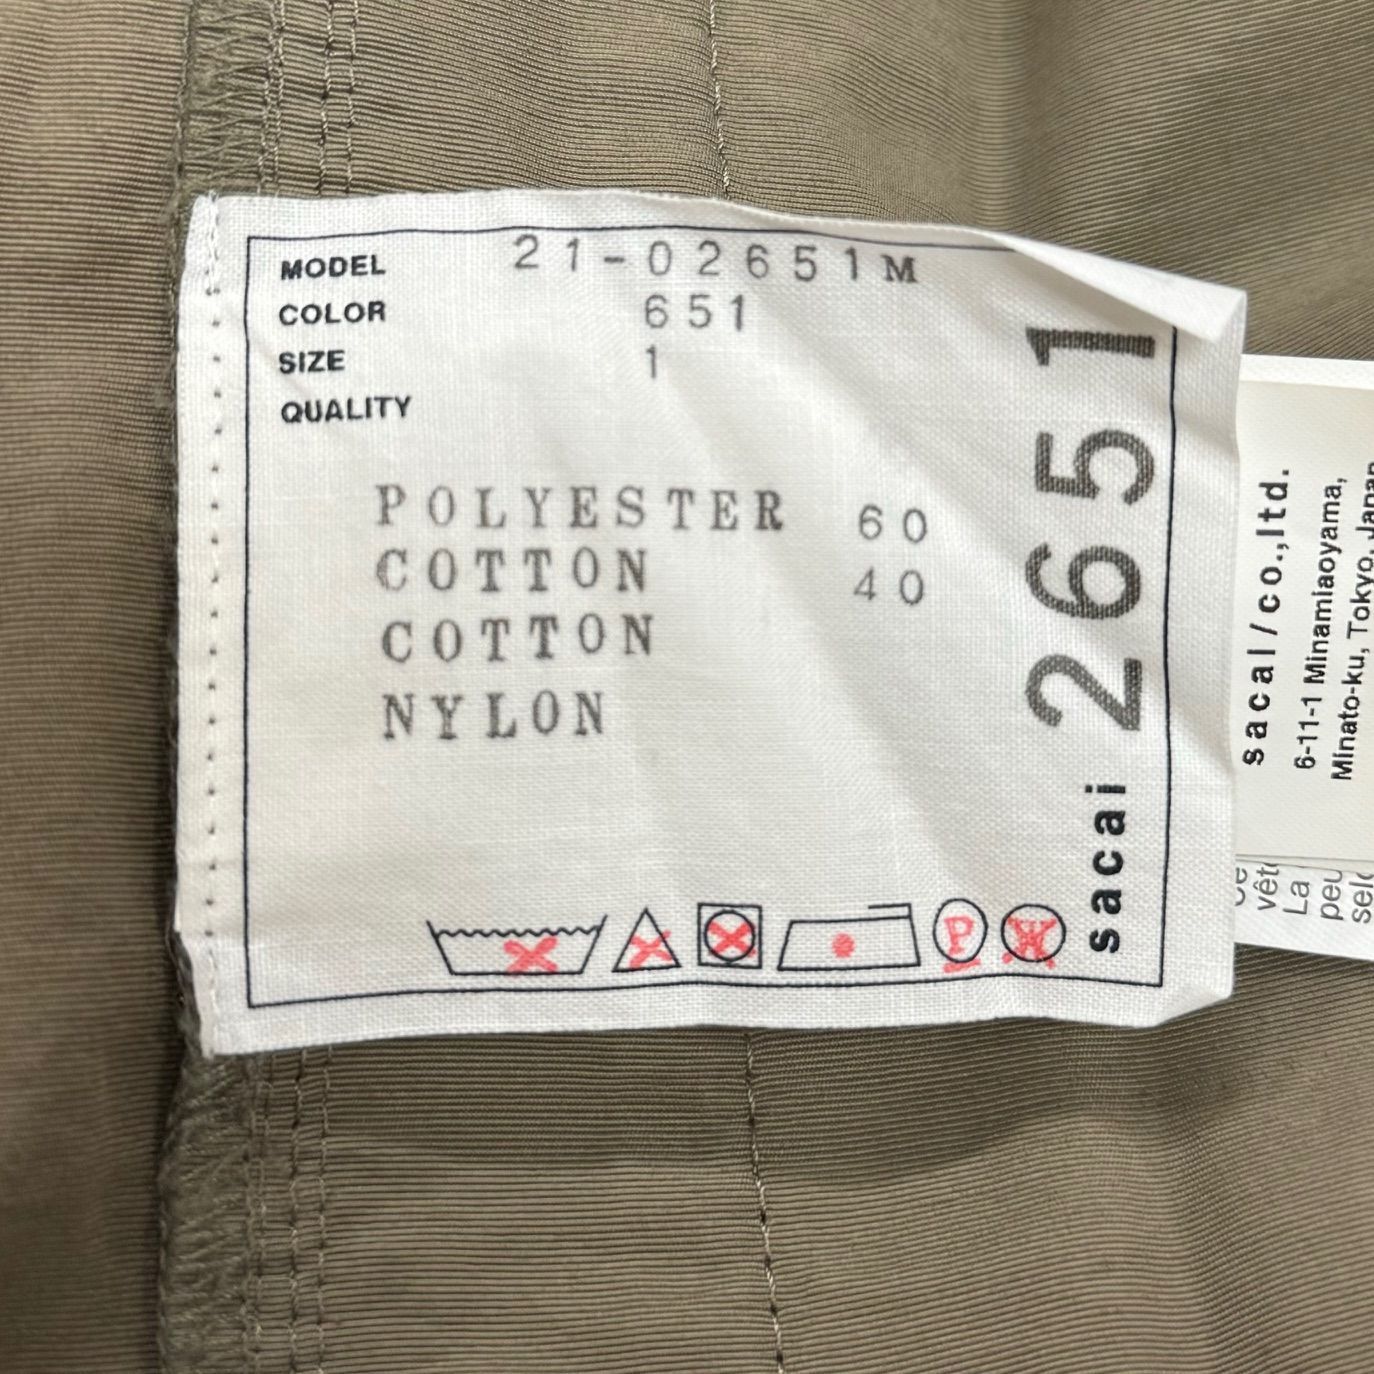 MODEL 21-02651M
COLOR 651
SIZE 1
QUALITY
POLYESTER 60
COTTON 40
COTTON
NYLON
P
W
sacai 2651
sacai/co.,ltd.
6-11-1 Minamiaoyama,
Minato-ku, Tokyo, Japan
vêt
La
peu
selo